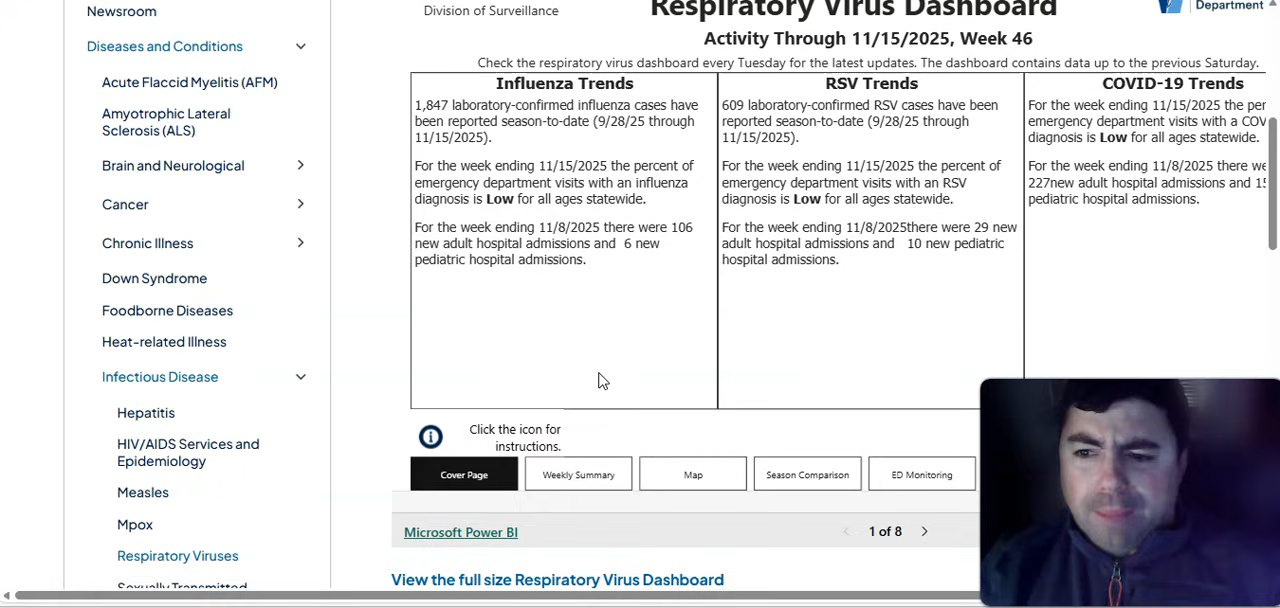 Newsroom
Diseases and Conditions
Acute Flaccid Myelitis (AFM)
Amyotrophic Lateral
Sclerosis (ALS)
Brain and Neurological
Cancer
Chronic Illness
Down Syndrome
Foodborne Diseases
Heat-related Illness
Infectious Disease
Hepatitis
HIV/AIDS Services and
Epidemiology
Measles
Mpox
Respiratory Viruses
Sexually Transmitted
Division of Surveillance
Respiratory Virus Dashboard
Department
Activity Through 11/15/2025, Week 46
Check the respiratory virus dashboard every Tuesday for the latest updates. The dashboard contains data up to the previous Saturday.
Influenza Trends
1,847 laboratory-confirmed influenza cases have
been reported season-to-date (9/28/25 through
11/15/2025).
For the week ending 11/15/2025 the percent of
emergency department visits with an influenza
diagnosis is Low for all ages statewide.
For the week ending 11/8/2025 there were 106
new adult hospital admissions and 6 new
pediatric hospital admissions.
RSV Trends
609 laboratory-confirmed RSV cases have been
reported season-to-date (9/28/25 through
11/15/2025).
For the week ending 11/15/2025 the percent of
emergency department visits with an RSV
diagnosis is Low for all ages statewide.
For the week ending 11/8/2025there were 29 new
adult hospital admissions and 10 new pediatric
hospital admissions.
COVID-19 Trends
For the week ending 11/15/2025 the per
emergency department visits with a COV
diagnosis is Low for all ages statewide.
For the week ending 11/8/2025 there we
227new adult hospital admissions and 15
pediatric hospital admissions.
Click the icon for
instructions.
Cover Page
Weekly Summary
Map
Season Comparison
ED Monitoring
Microsoft Power BI
1 of 8
View the full size Respiratory Virus Dashboard